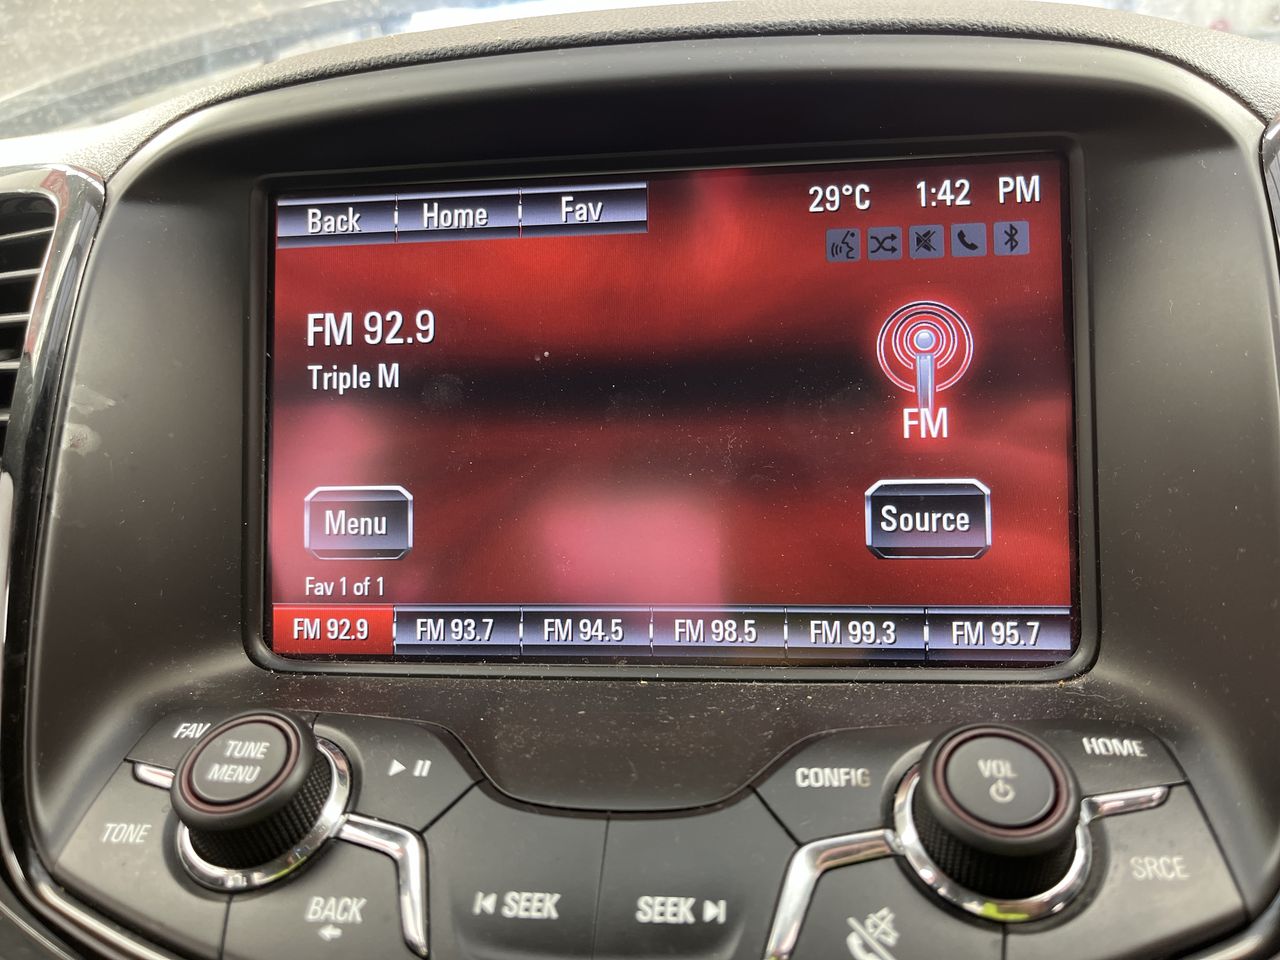 Back Home Fav 29°C 1:42 PM
FM 92.9
Triple M
FM
Menu Source
Fav 1 of 1
FM 92.9 FM 93.7 FM 94.5 FM 98.5 FM 99.3 FM 95.7
FAV TUNE MENU CONFIG VOL HOME
TONE SRCE
BACK SEEK SEEK